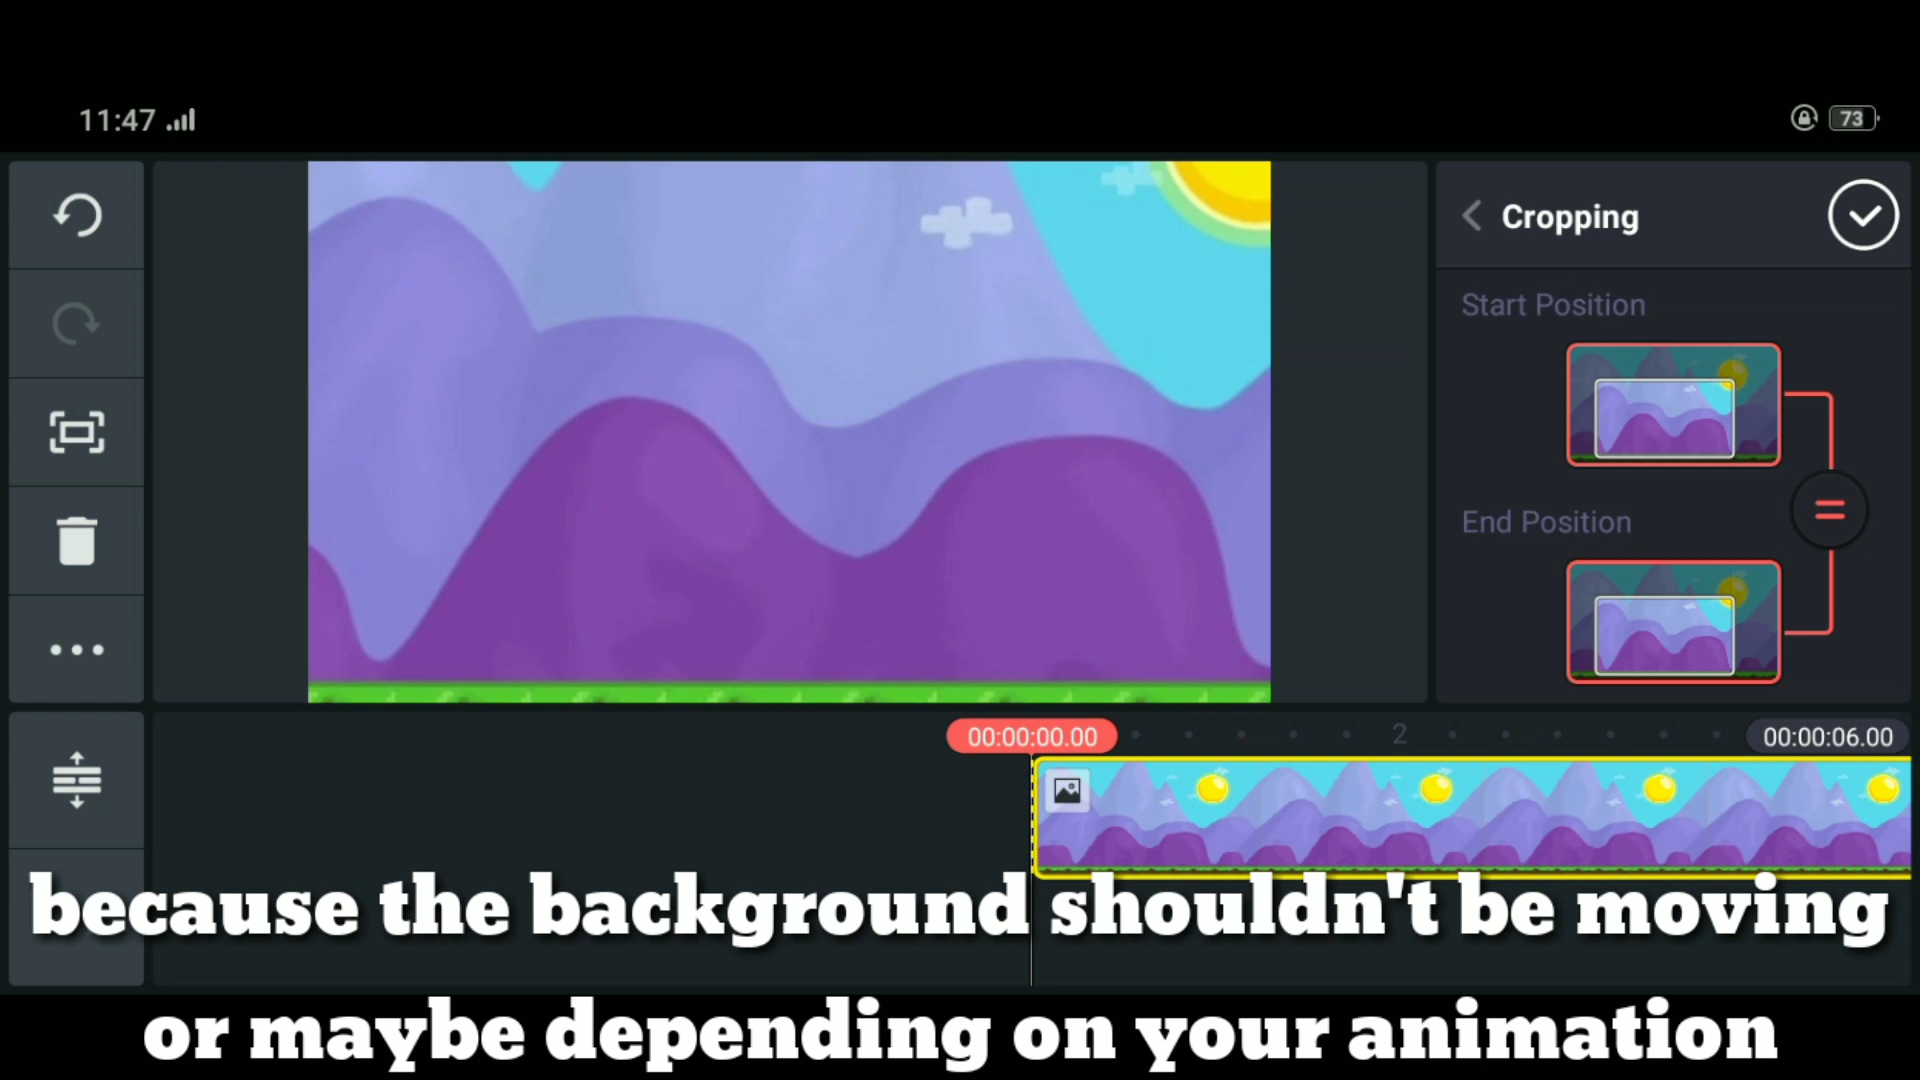 11:47
73
Cropping
Start Position
=
End Position
00:00:00.00
2
00:00:06.00
because the background shouldn't be moving
or maybe depending on your animation